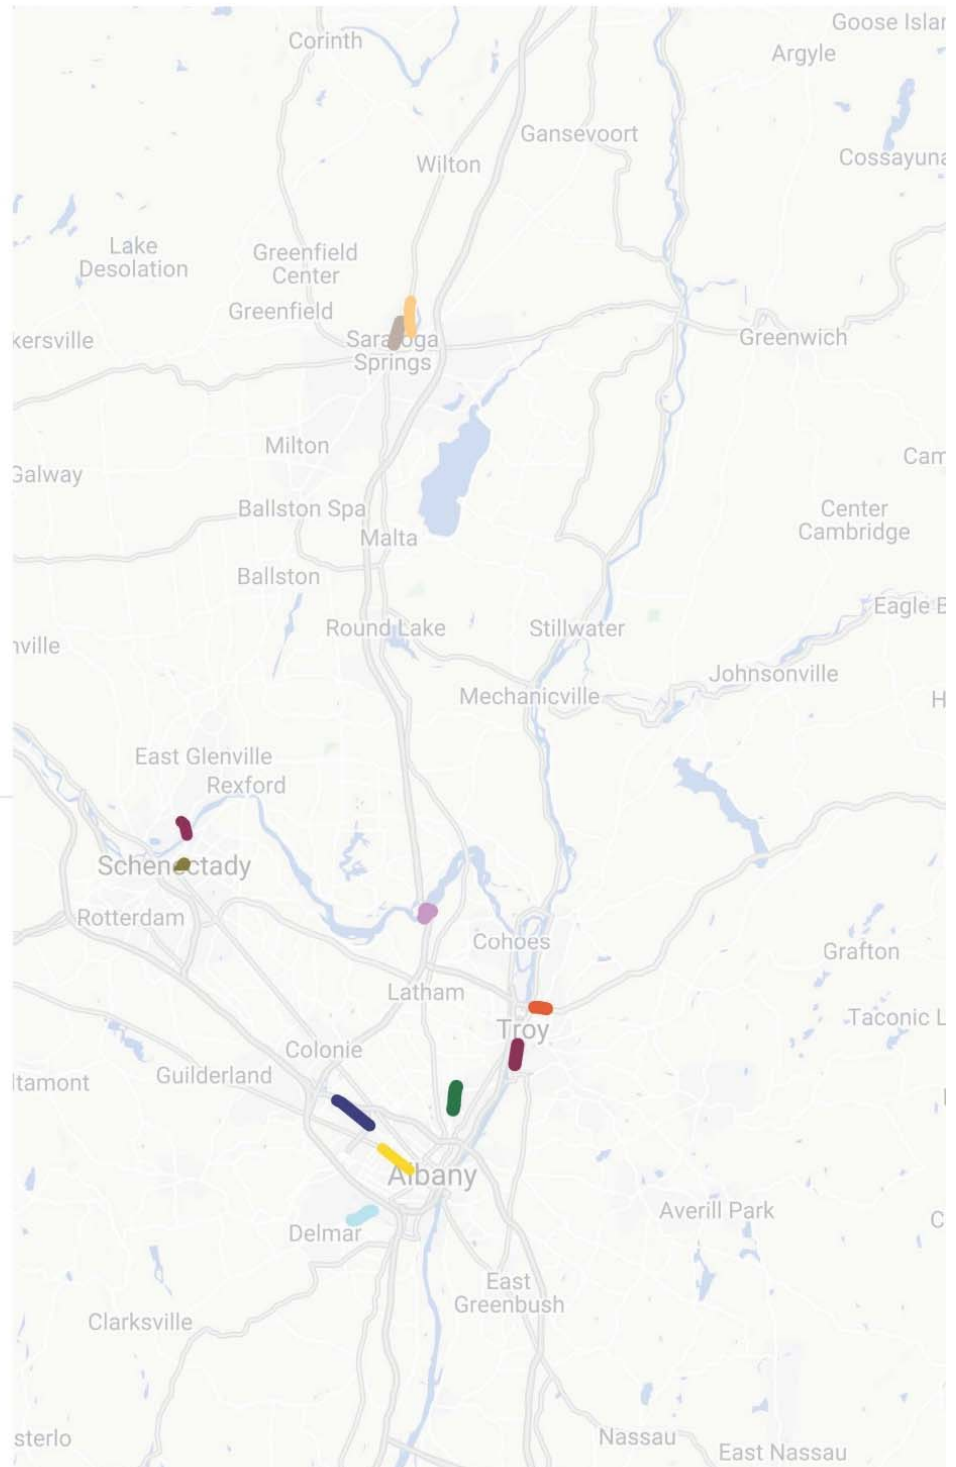 Goose Islar
Corinth
Argyle
Gansevoort
Cossayuna
Wilton
Lake
Desolation
Greenfield
Center
Greenfield
kersville
Saratoga
Springs
Greenwich
Milton
Galway
Cam
Ballston Spa
Center
Cambridge
Malta
Ballston
Eagle B
Round Lake
Stillwater
nville
Johnsonville
Mechanicville
H
East Glenville
Rexford
Schenectady
Rotterdam
Cohoes
Grafton
Latham
Taconic L
Troy
Colonie
Guilderland
ltamont
Albany
Averill Park
C
Delmar
East
Greenbush
Clarksville
sterlo
Nassau
East Nassau